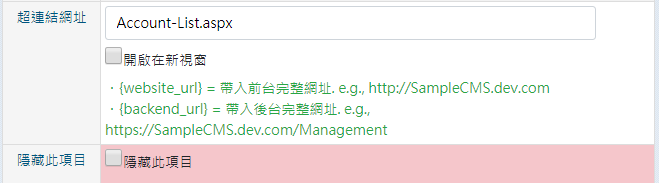 超連結網址
Account-List.aspx
開啟在新視窗
・{website_url} = 帶入前台完整網址. e.g., http://SampleCMS.dev.com
・{backend_url} = 帶入後台完整網址. e.g.,
https://SampleCMS.dev.com/Management
隱藏此項目
隱藏此項目